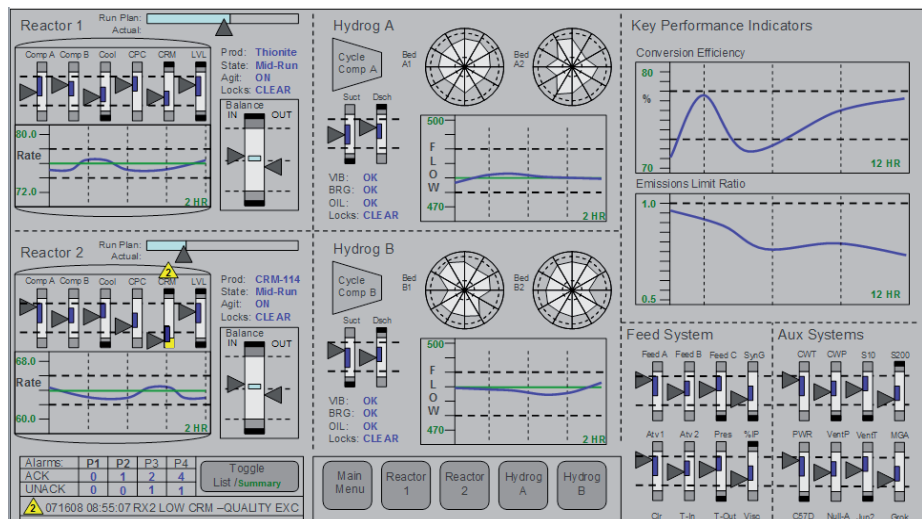 Reactor 1
Run Plan:
Actual:
Comp A Comp B Cool CPC CRM LVL
Prod: Thionite
State: Mid-Run
Agit: ON
Locks: CLEAR
Balance
IN OUT
80.0
Rate
72.0
2 HR
Hydrog A
Cycle
Comp A
Bed
A1
Bed
A2
Suct Dsch
VIB: OK
BRG: OK
OIL: OK
Locks: CLEAR
500
F
L
O
W
470
2 HR
Key Performance Indicators
Conversion Efficiency
80
%
70
12 HR
Emissions Limit Ratio
1.0
0.5
12 HR
Reactor 2
Run Plan:
Actual:
2
Comp A Comp B Cool CPC CRM LVL
Prod: CRM-114
State: Mid-Run
Agit: ON
Locks: CLEAR
Balance
IN OUT
68.0
Rate
60.0
2 HR
Hydrog B
Cycle
Comp B
Bed
B1
Bed
B2
Suct Dsch
VIB: OK
BRG: OK
OIL: OK
Locks: CLEAR
500
F
L
O
W
470
2 HR
Feed System
Feed A Feed B Feed C SynG
Atv1 Atv 2 Pres %IP
Clr T-In T-Out Visc
Aux Systems
CWT CWP S10 S200
PWR VentP VentT MGA
C57D Null-A Jup2 Grok
Alarms: P1 P2 P3 P4
ACK 0 1 2 4
UNACK 0 0 1 1
Toggle
List /Summary
2 071608 08:55:07 RX2 LOW CRM –QUALITY EXC
Main
Menu
Reactor
1
Reactor
2
Hydrog
A
Hydrog
B